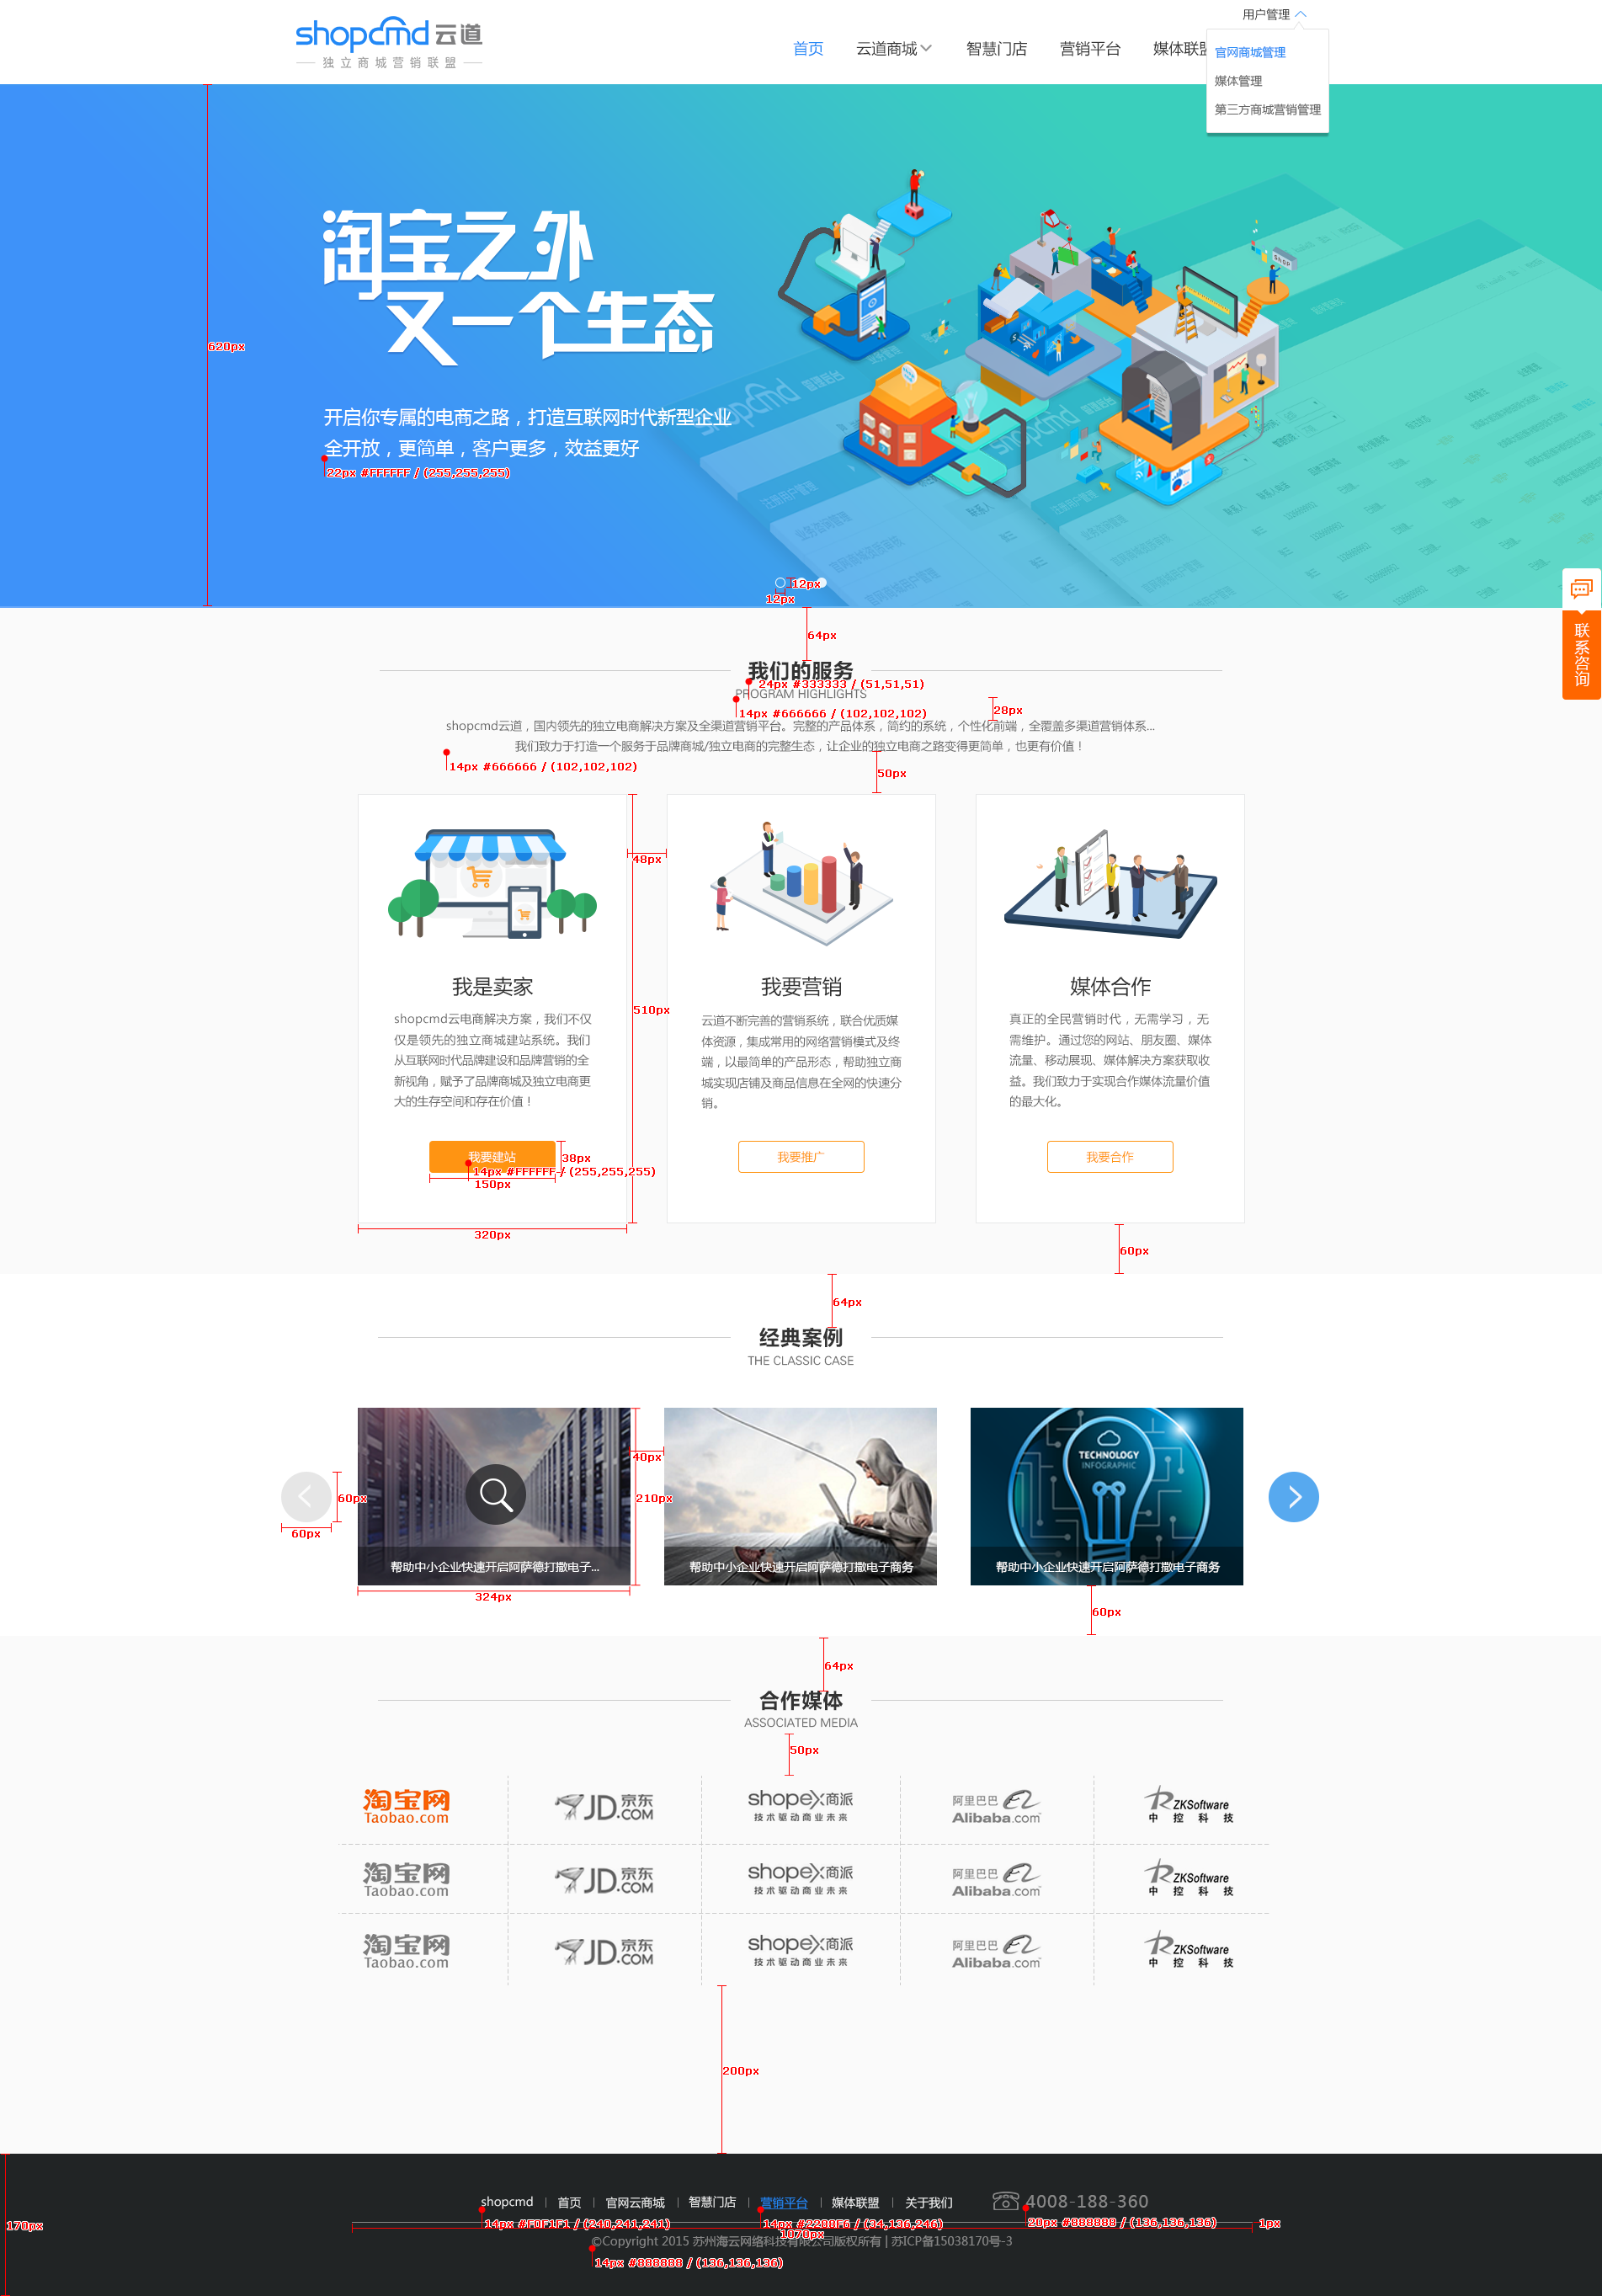 用户管理
shopcmd云道
独立商城营销联盟
首页 云道商城 智慧门店 营销平台 媒体联盟
官网商城管理
媒体管理
第三方商城营销管理
淘宝之外
又一个生态
620px
开启你专属的电商之路，打造互联网时代新型企业
全开放，更简单，客户更多，效益更好
22px #FFFFFF / (255,255,255)
12px
12px
联系咨询
64px
我们的服务
24px #333333 / (51,51,51)
PROGRAM HIGHLIGHTS
14px #666666 / (102,102,102)
28px
shopcmd云道，国内领先的独立电商解决方案及全渠道营销平台。完整的产品体系，简约的系统，个性化前端，全覆盖多渠道营销体系...
我们致力于打造一个服务于品牌商城/独立电商的完整生态，让企业的独立电商之路变得更简单，也更有价值！
14px #666666 / (102,102,102)
50px
48px
510px
我是卖家
shopcmd云电商解决方案，我们不仅
仅是领先的独立商城建站系统。我们
从互联网时代品牌建设和品牌营销的全
新视角，赋予了品牌商城及独立电商更
大的生存空间和存在价值！
我要建站
38px
14px #FFFFFF / (255,255,255)
150px
320px
我要营销
云道不断完善的营销系统，联合优质媒
体资源，集成常用的网络营销模式及终
端，以最简单的产品形态，帮助独立商
城实现店铺及商品信息在全网的快速分
销。
我要推广
媒体合作
真正的全民营销时代，无需学习，无
需维护。通过您的网站、朋友圈、媒体
流量、移动展现、媒体解决方案获取收
益。我们致力于实现合作媒体流量价值
的最大化。
我要合作
60px
64px
经典案例
THE CLASSIC CASE
40px
TECHNOLOGY
INFOGRAPHIC
60px
210px
60px
帮助中小企业快速开启阿萨德打撒电子...
帮助中小企业快速开启阿萨德打撒电子商务
帮助中小企业快速开启阿萨德打撒电子商务
324px
60px
64px
合作媒体
ASSOCIATED MEDIA
50px
淘宝网 Taobao.com JD.COM 京东 shopex商派 技术驱动商业未来 阿里巴巴 Alibaba.com ZKSoftware 中控科技
淘宝网 Taobao.com JD.COM 京东 shopex商派 技术驱动商业未来 阿里巴巴 Alibaba.com ZKSoftware 中控科技
淘宝网 Taobao.com JD.COM 京东 shopex商派 技术驱动商业未来 阿里巴巴 Alibaba.com ZKSoftware 中控科技
200px
shopcmd | 首页 | 官网云商城 | 智慧门店 | 营销平台 | 媒体联盟 | 关于我们 4008-188-360
14px #F0F1F1 / (240,241,241)
14px #2288F6 / (34,136,246)
20px #888888 / (136,136,136)
1px
170px
1070px
©Copyright 2015 苏州海云网络科技有限公司版权所有 | 苏ICP备15038170号-3
14px #888888 / (136,136,136)